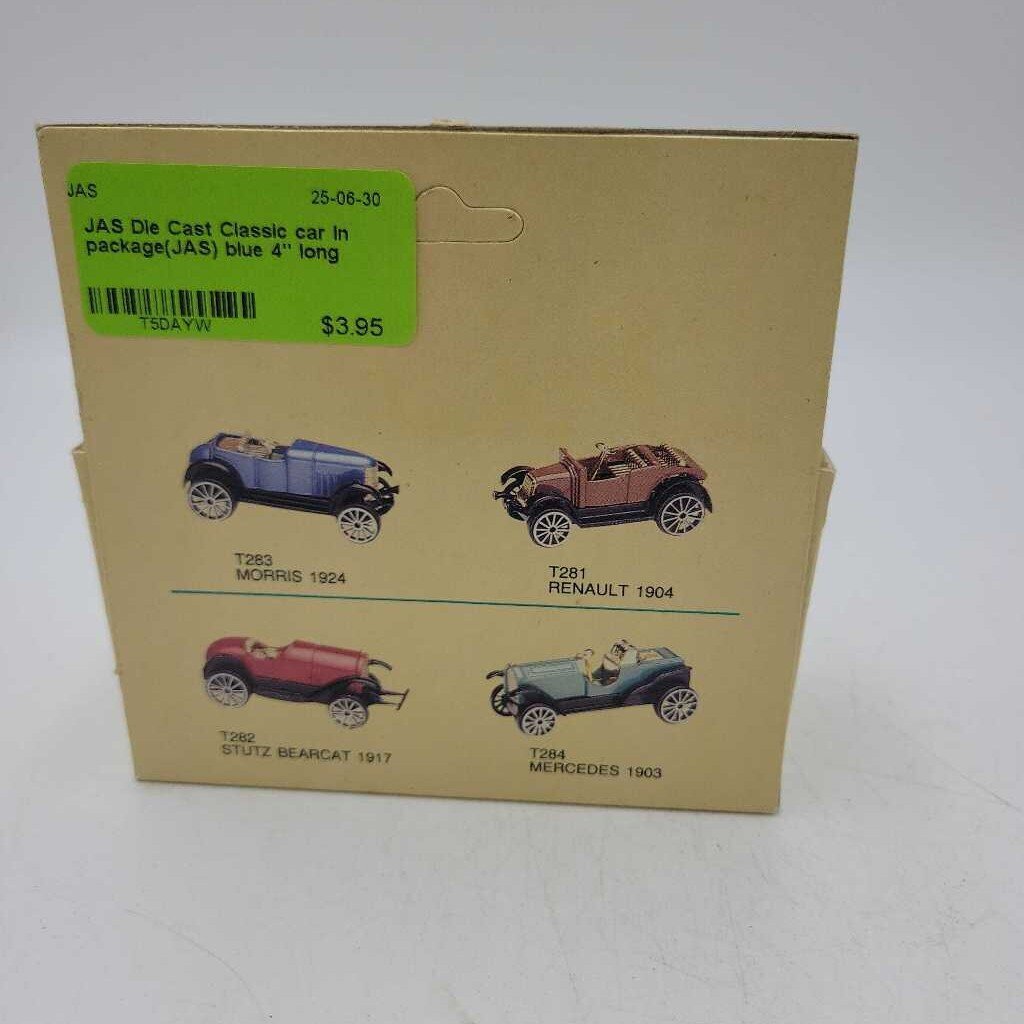 JAS 25-06-30
JAS Die Cast Classic car in
package(JAS) blue 4" long
T5DAYW $3.95
T283
MORRIS 1924
T281
RENAULT 1904
T282
STUTZ BEARCAT 1917
T284
MERCEDES 1903